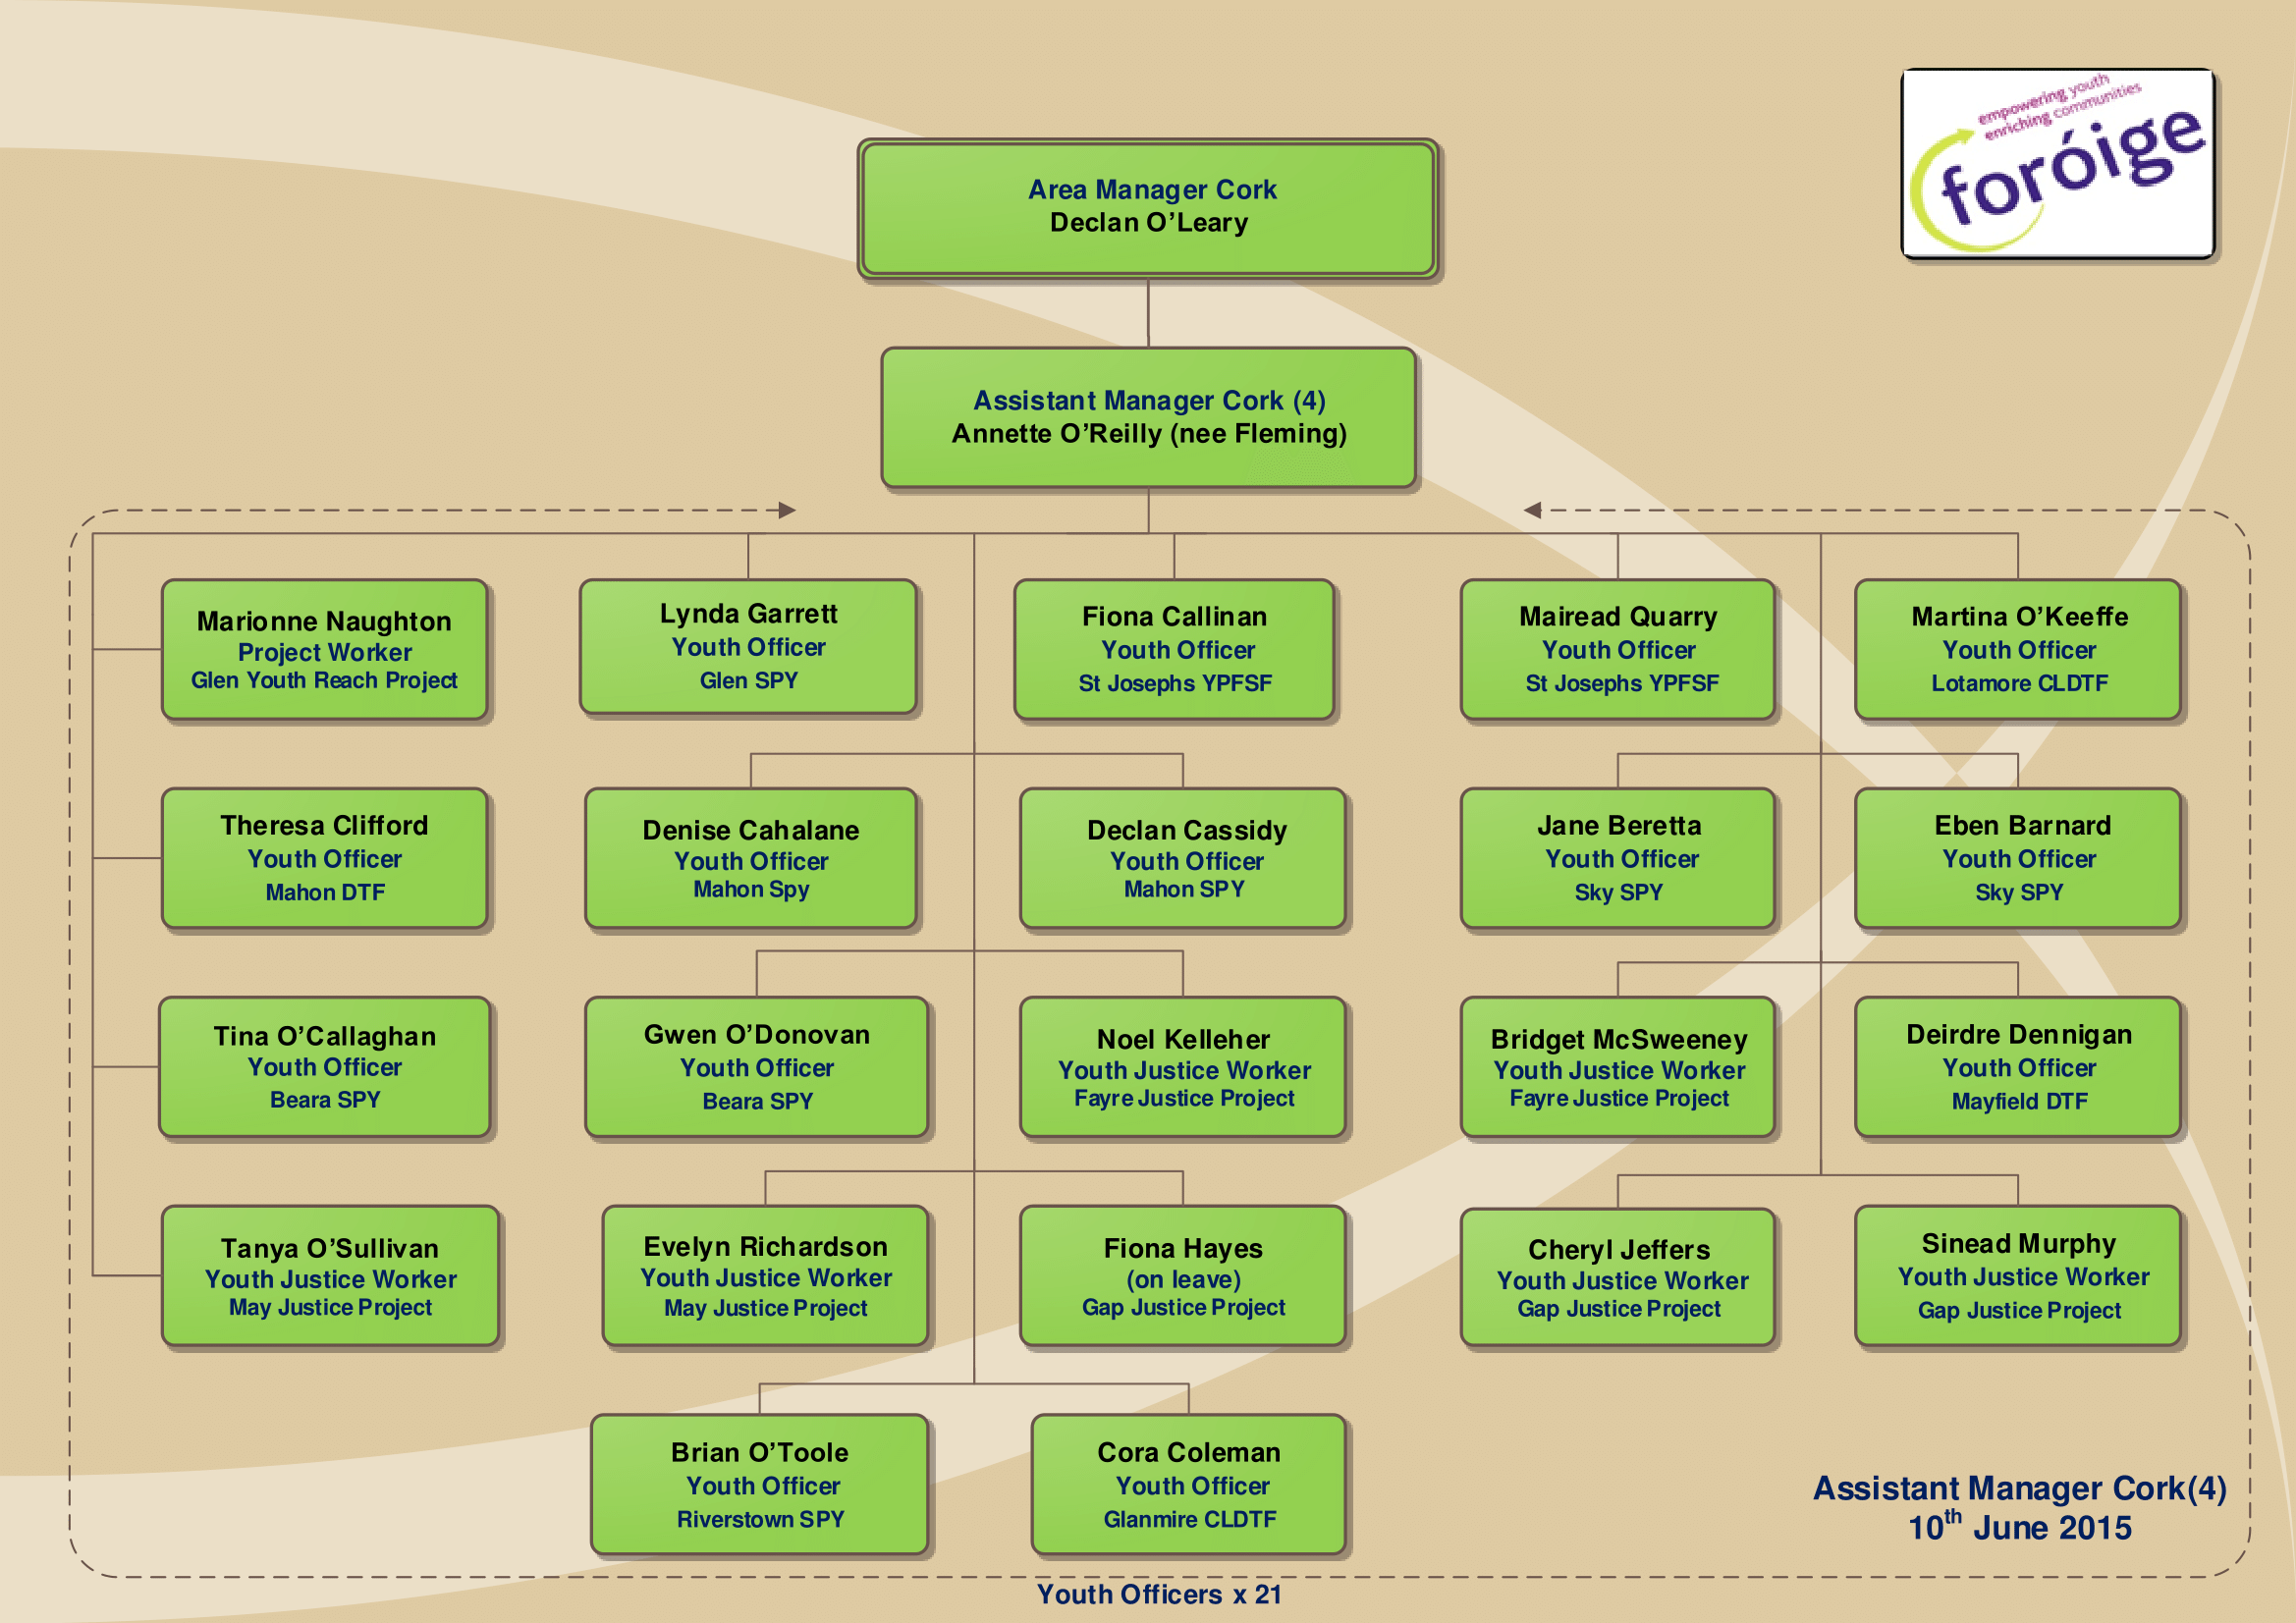 empowering youth
enriching communities
foróige
Area Manager Cork
Declan O'Leary
Assistant Manager Cork (4)
Annette O'Reilly (nee Fleming)
Marionne Naughton
Project Worker
Glen Youth Reach Project
Lynda Garrett
Youth Officer
Glen SPY
Fiona Callinan
Youth Officer
St Josephs YPFSF
Mairead Quarry
Youth Officer
St Josephs YPFSF
Martina O'Keeffe
Youth Officer
Lotamore CLDTF
Theresa Clifford
Youth Officer
Mahon DTF
Denise Cahalane
Youth Officer
Mahon Spy
Declan Cassidy
Youth Officer
Mahon SPY
Jane Beretta
Youth Officer
Sky SPY
Eben Barnard
Youth Officer
Sky SPY
Tina O'Callaghan
Youth Officer
Beara SPY
Gwen O'Donovan
Youth Officer
Beara SPY
Noel Kelleher
Youth Justice Worker
Fayre Justice Project
Bridget McSweeney
Youth Justice Worker
Fayre Justice Project
Deirdre Dennigan
Youth Officer
Mayfield DTF
Tanya O'Sullivan
Youth Justice Worker
May Justice Project
Evelyn Richardson
Youth Justice Worker
May Justice Project
Fiona Hayes
(on leave)
Gap Justice Project
Cheryl Jeffers
Youth Justice Worker
Gap Justice Project
Sinead Murphy
Youth Justice Worker
Gap Justice Project
Brian O'Toole
Youth Officer
Riverstown SPY
Cora Coleman
Youth Officer
Glanmire CLDTF
Assistant Manager Cork(4)
10th June 2015
Youth Officers x 21